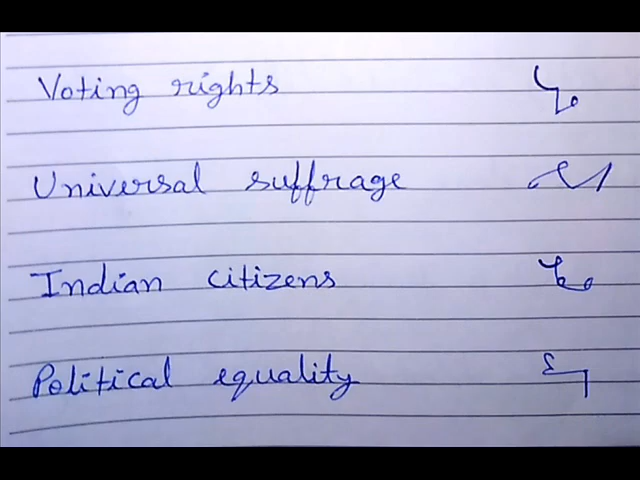 Voting rights
Universal suffrage
Indian citizens
Political equality